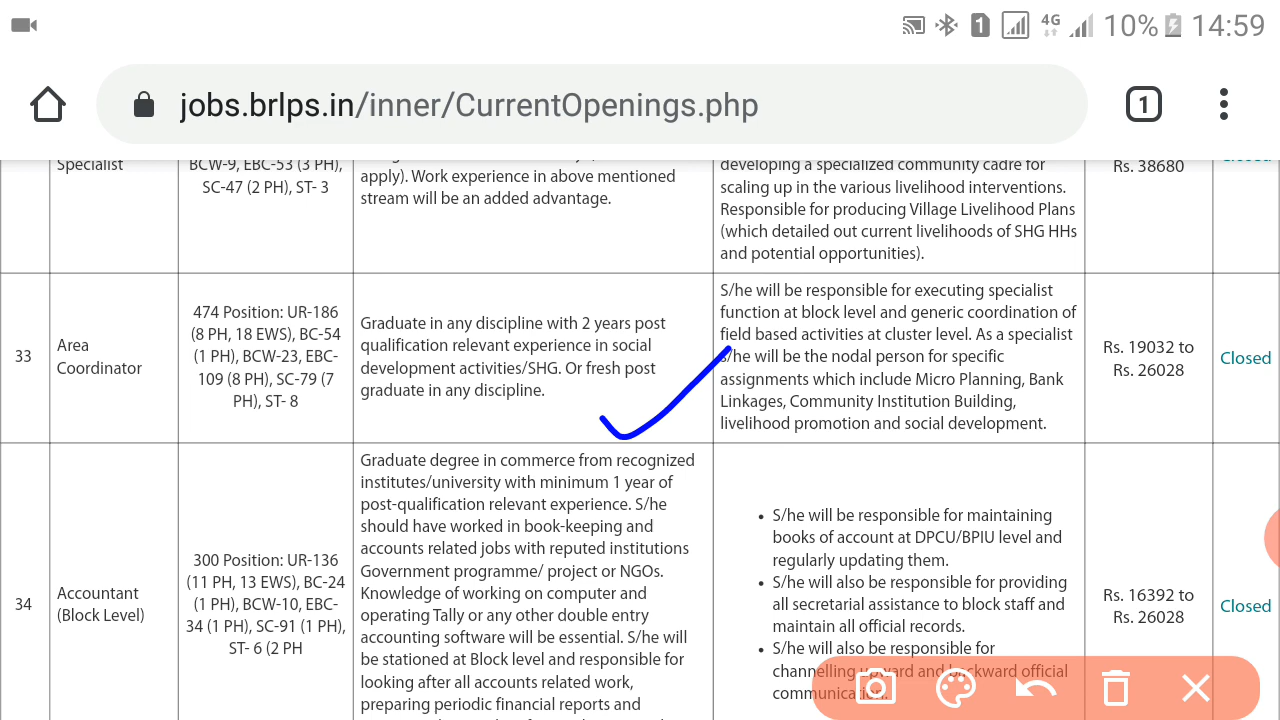 1 4G 10% 14:59
jobs.brlps.in/inner/CurrentOpenings.php
1
Specialist
BCW-9, EBC-53 (3 PH),
SC-47 (2 PH), ST- 3
apply). Work experience in above mentioned
stream will be an added advantage.
developing a specialized community cadre for
scaling up in the various livelihood interventions.
Responsible for producing Village Livelihood Plans
(which detailed out current livelihoods of SHG HHs
and potential opportunities).
Rs. 38680
33
Area
Coordinator
474 Position: UR-186
(8 PH, 18 EWS), BC-54
(1 PH), BCW-23, EBC-
109 (8 PH), SC-79 (7
PH), ST- 8
Graduate in any discipline with 2 years post
qualification relevant experience in social
development activities/SHG. Or fresh post
graduate in any discipline.
S/he will be responsible for executing specialist
function at block level and generic coordination of
field based activities at cluster level. As a specialist
s/he will be the nodal person for specific
assignments which include Micro Planning, Bank
Linkages, Community Institution Building,
livelihood promotion and social development.
Rs. 19032 to
Rs. 26028
Closed
34
Accountant
(Block Level)
300 Position: UR-136
(11 PH, 13 EWS), BC-24
(1 PH), BCW-10, EBC-
34 (1 PH), SC-91 (1 PH),
ST- 6 (2 PH
Graduate degree in commerce from recognized
institutes/university with minimum 1 year of
post-qualification relevant experience. S/he
should have worked in book-keeping and
accounts related jobs with reputed institutions
Government programme/ project or NGOs.
Knowledge of working on computer and
operating Tally or any other double entry
accounting software will be essential. S/he will
be stationed at Block level and responsible for
looking after all accounts related work,
preparing periodic financial reports and
• S/he will be responsible for maintaining
books of account at DPCU/BPIU level and
regularly updating them.
• S/he will also be responsible for providing
all secretarial assistance to block staff and
maintain all official records.
• S/he will also be responsible for
channelling upward and backward official
communication.
Rs. 16392 to
Rs. 26028
Closed